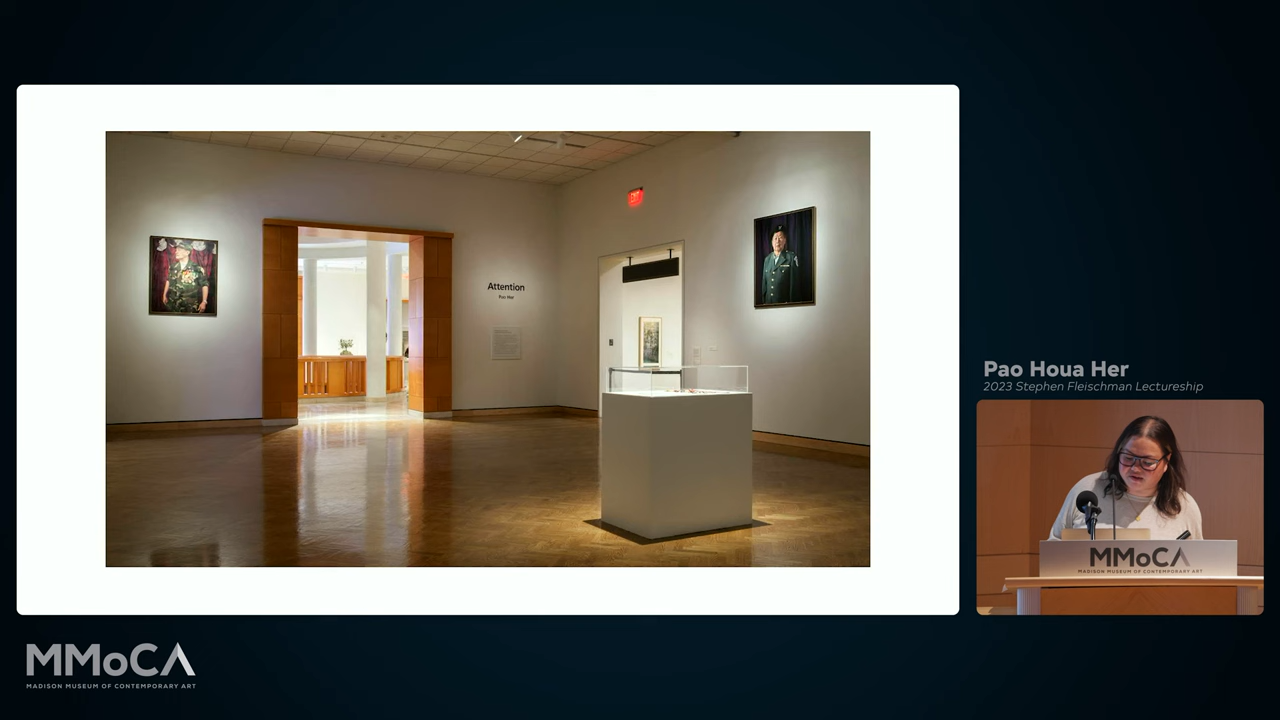 EXIT
Attention
Pao Her
Pao Houa Her
2023 Stephen Fleischman Lectureship
MMoCA
MADISON MUSEUM OF CONTEMPORARY ART
MMoCA
MADISON MUSEUM OF CONTEMPORARY ART